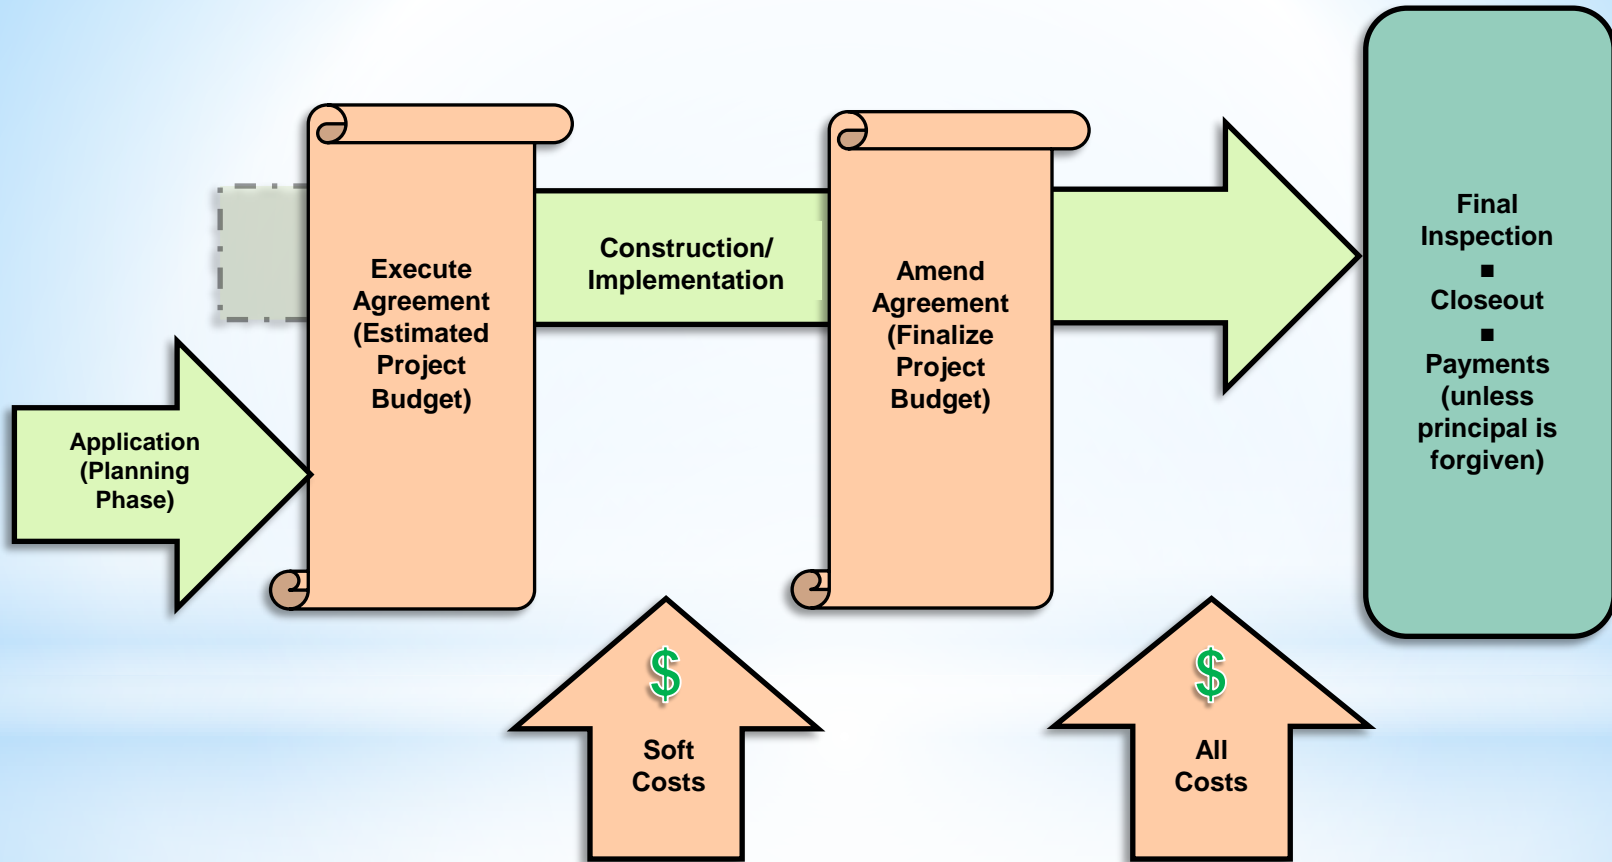 Application
(Planning
Phase)
Execute
Agreement
(Estimated
Project
Budget)
Construction/
Implementation
Amend
Agreement
(Finalize
Project
Budget)
Final
Inspection
■
Closeout
■
Payments
(unless
principal is
forgiven)
$
Soft
Costs
$
All
Costs